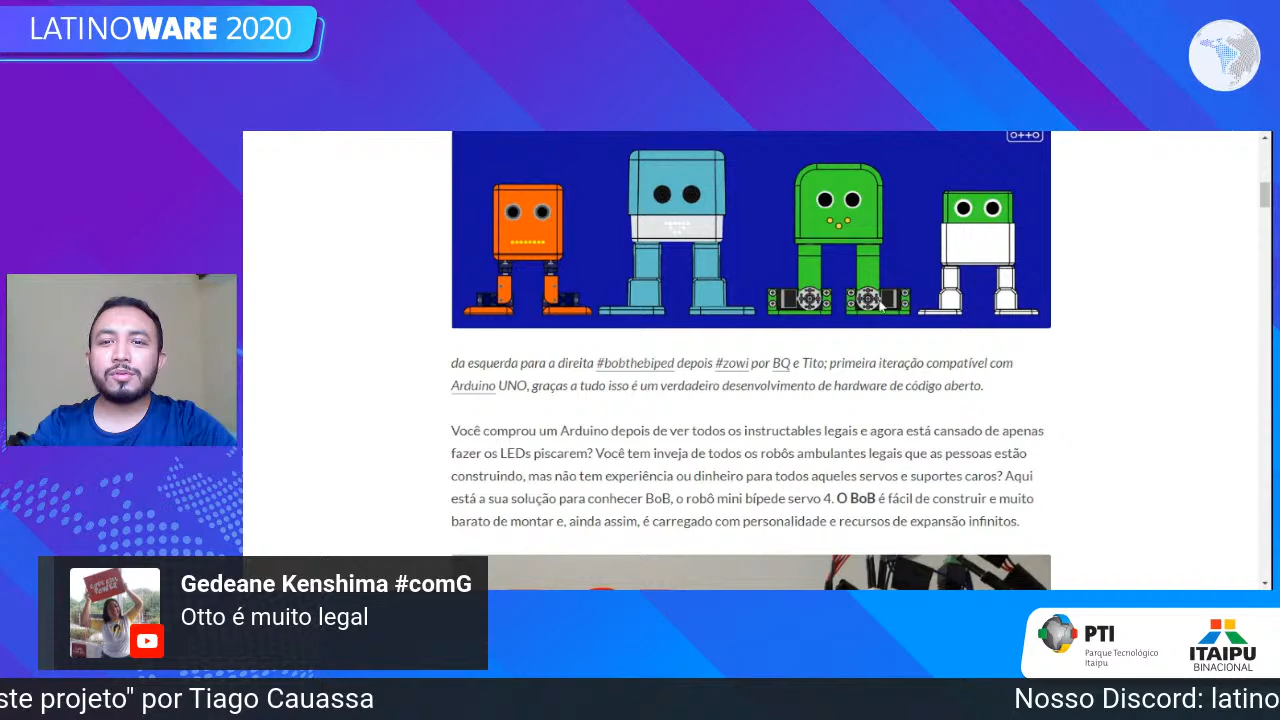 LATINOWARE 2020
da esquerda para a direita #bobthebiped depois #zowi por BQ e Tito; primeira iteração compatível com
Arduino UNO, graças a tudo isso é um verdadeiro desenvolvimento de hardware de código aberto.
Você comprou um Arduino depois de ver todos os instructables legais e agora está cansado de apenas
fazer os LEDs piscarem? Você tem inveja de todos os robôs ambulantes legais que as pessoas estão
construindo, mas não tem experiência ou dinheiro para todos aqueles servos e suportes caros? Aqui
está a sua solução para conhecer BoB, o robô mini bípede servo 4. O BoB é fácil de construir e muito
barato de montar e, ainda assim, é carregado com personalidade e recursos de expansão infinitos.
Gedeane Kenshima #comG
Otto é muito legal
PTI
Parque Tecnológico
Itaipu
ITAIPU
BINACIONAL
ste projeto" por Tiago Cauassa
Nosso Discord: latino